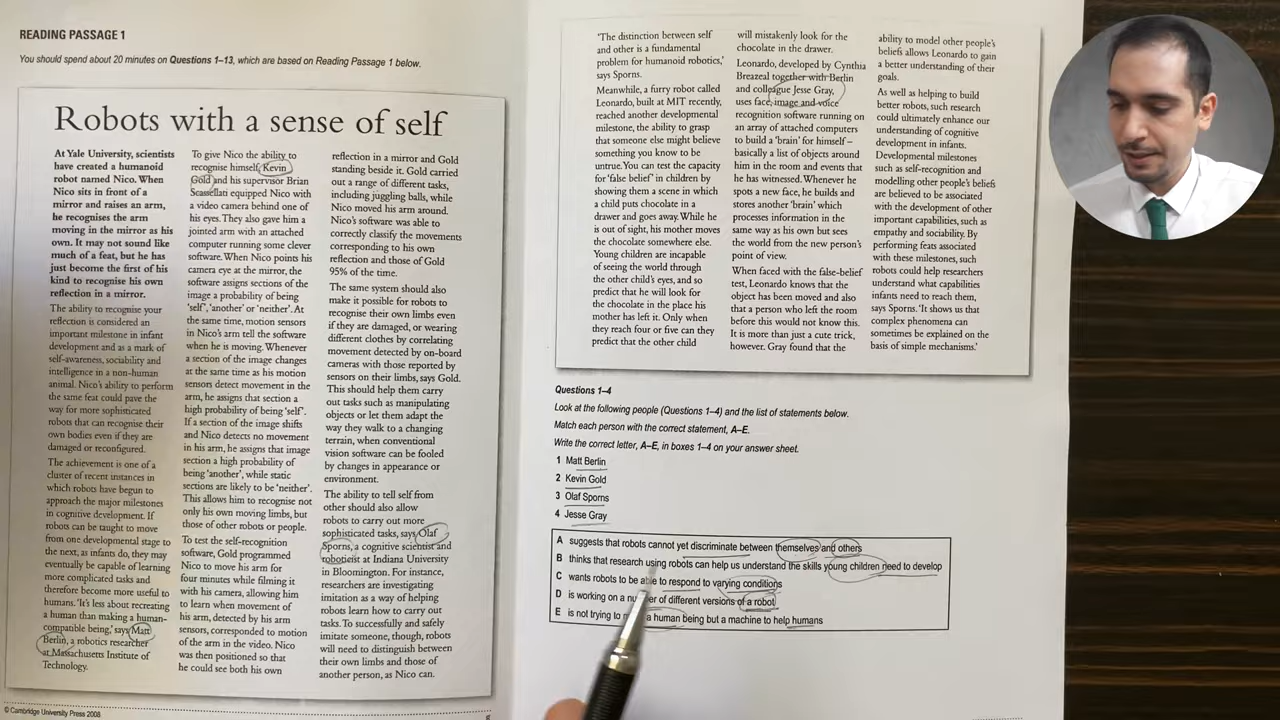 READING PASSAGE 1
You should spend about 20 minutes on Questions 1–13, which are based on Reading Passage 1 below.
Robots with a sense of self
At Yale University, scientists
have created a humanoid
robot named Nico. When
Nico sits in front of a
mirror and raises an arm,
he recognises the arm
moving in the mirror as his
own. It may not sound like
much of a feat, but he has
just become the first of his
kind to recognise his own
reflection in a mirror.
The ability to recognise your
reflection is considered an
important milestone in infant
development and as a mark of
self-awareness, sociability and
intelligence in a non-human
animal. Nico's ability to perform
the same feat could pave the
way for more sophisticated
robots that can recognise their
own bodies even if they are
damaged or reconfigured.
The achievement is one of a
cluster of recent instances in
which robots have begun to
approach the major milestones
in cognitive development. If
robots can be taught to move
from one developmental stage to
the next, as infants do, they may
eventually be capable of learning
more complicated tasks and
therefore become more useful to
humans. 'It's less about recreating
a human than making a human-
compatible being,' says Matt
Berlin, a robotics researcher
at Massachusetts Institute of
Technology.
To give Nico the ability to
recognise himself, Kevin
Gold and his supervisor Brian
Scassellati equipped Nico with
a video camera behind one of
his eyes. They also gave him a
jointed arm with an attached
computer running some clever
software. When Nico points his
camera eye at the mirror, the
software assigns sections of the
image a probability of being
'self', 'another' or 'neither'. At
the same time, motion sensors
in Nico's arm tell the software
when he is moving. Whenever
a section of the image changes
at the same time as his motion
sensors detect movement in the
arm, he assigns that section a
high probability of being 'self'.
If a section of the image shifts
and Nico detects no movement
in his arm, he assigns that image
section a high probability of
being 'another', while static
sections are likely to be 'neither'.
This allows him to recognise not
only his own moving limbs, but
those of other robots or people.
To test the self-recognition
software, Gold programmed
Nico to move his arm for
four minutes while filming it
with his camera, allowing him
to learn when movement of
his arm, detected by his arm
sensors, corresponded to motion
of the arm in the video. Nico
was then positioned so that
he could see both his own
reflection in a mirror and Gold
standing beside it. Gold carried
out a range of different tasks,
including juggling balls, while
Nico moved his arm around.
Nico's software was able to
correctly classify the movements
corresponding to his own
reflection and those of Gold
95% of the time.
The same system should also
make it possible for robots to
recognise their own limbs even
if they are damaged, or wearing
different clothes by correlating
movement detected by on-board
cameras with those reported by
sensors on their limbs, says Gold.
This should help them carry
out tasks such as manipulating
objects or let them adapt the
way they walk to a changing
terrain, when conventional
vision software can be fooled
by changes in appearance or
environment.
The ability to tell self from
other should also allow
robots to carry out more
sophisticated tasks, says Olaf
Sporns, a cognitive scientist and
roboticist at Indiana University
in Bloomington. For instance,
researchers are investigating
imitation as a way of helping
robots learn how to carry out
tasks. To successfully and safely
imitate someone, though, robots
will need to distinguish between
their own limbs and those of
another person, as Nico can.
© Cambridge University Press 2008
'The distinction between self
and other is a fundamental
problem for humanoid robotics,'
says Sporns.
Meanwhile, a furry robot called
Leonardo, built at MIT recently,
reached another developmental
milestone, the ability to grasp
that someone else might believe
something you know to be
untrue. You can test the capacity
for 'false belief' in children by
showing them a scene in which
a child puts chocolate in a
drawer and goes away. While he
is out of sight, his mother moves
the chocolate somewhere else.
Young children are incapable
of seeing the world through
the other child's eyes, and so
predict that he will look for
the chocolate in the place his
mother has left it. Only when
they reach four or five can they
predict that the other child
will mistakenly look for the
chocolate in the drawer.
Leonardo, developed by Cynthia
Breazeal together with Berlin
and colleague Jesse Gray,
uses face, image and voice
recognition software running on
an array of attached computers
to build a 'brain' for himself –
basically a list of objects around
him in the room and events that
he has witnessed. Whenever he
spots a new face, he builds and
stores another 'brain' which
processes information in the
same way as his own but sees
the world from the new person's
point of view.
When faced with the false-belief
test, Leonardo knows that the
object has been moved and also
that a person who left the room
before this would not know this.
It is more than just a cute trick,
however. Gray found that the
ability to model other people's
beliefs allows Leonardo to gain
a better understanding of their
goals.
As well as helping to build
better robots, such research
could ultimately enhance our
understanding of cognitive
development in infants.
Developmental milestones
such as self-recognition and
modelling other people's beliefs
are believed to be associated
with the development of other
important capabilities, such as
empathy and sociability. By
performing feats associated
with these milestones, such
robots could help researchers
understand what capabilities
infants need to reach them,
says Sporns. 'It shows us that
complex phenomena can
sometimes be explained on the
basis of simple mechanisms.'
Questions 1–4
Look at the following people (Questions 1–4) and the list of statements below.
Match each person with the correct statement, A–E.
Write the correct letter, A–E, in boxes 1–4 on your answer sheet.
1 Matt Berlin
2 Kevin Gold
3 Olaf Sporns
4 Jesse Gray
A suggests that robots cannot yet discriminate between themselves and others
B thinks that research using robots can help us understand the skills young children need to develop
C wants robots to be able to respond to varying conditions
D is working on a of different versions of a robot
E is not trying to a human being but a machine to help humans